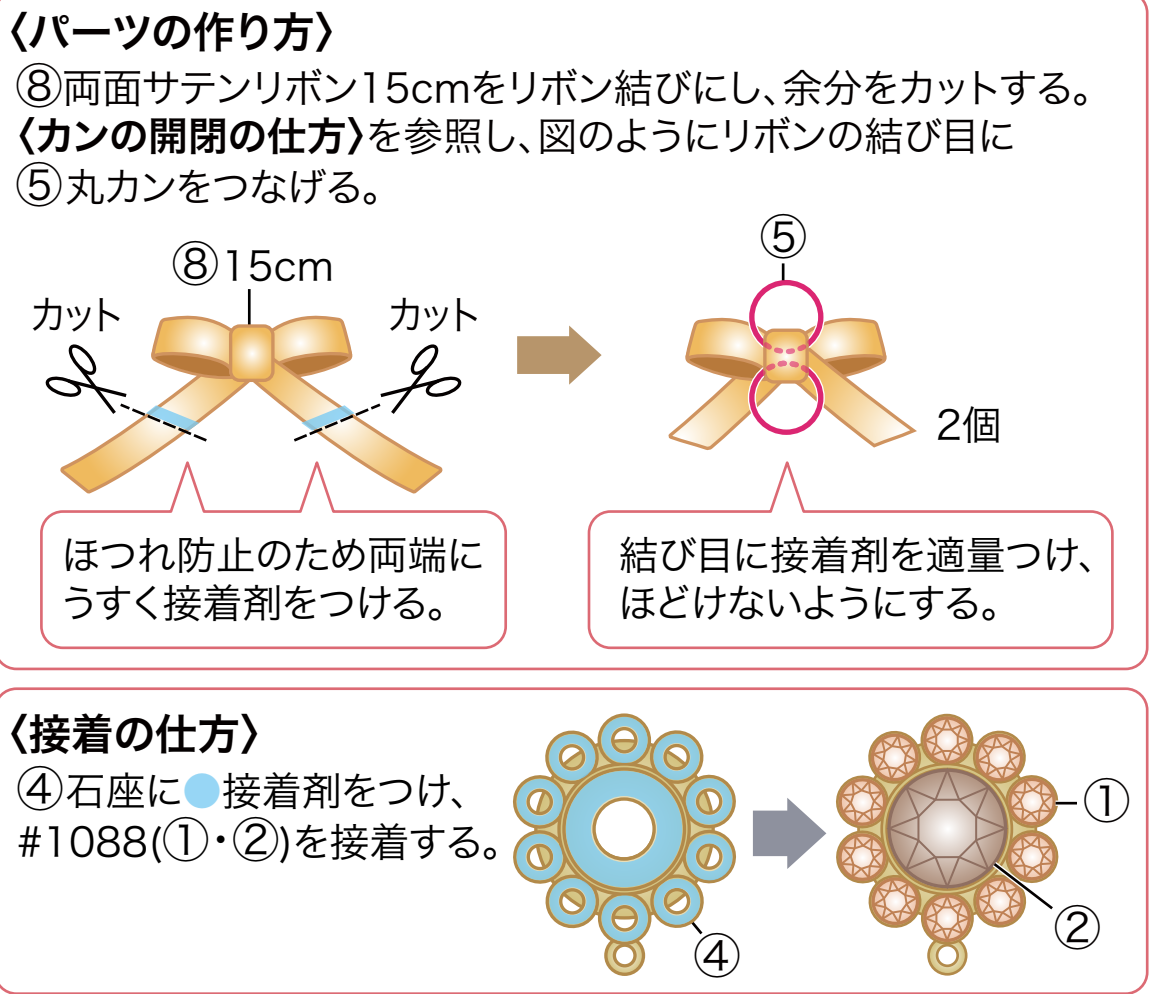 〈パーツの作り方〉
⑧両面サテンリボン15cmをリボン結びにし、余分をカットする。
〈カンの開閉の仕方〉を参照し、図のようにリボンの結び目に
⑤丸カンをつなげる。
⑧15cm
カット
カット
⑤
2個
ほつれ防止のため両端に
うすく接着剤をつける。
結び目に接着剤を適量つけ、
ほどけないようにする。
〈接着の仕方〉
④石座に●接着剤をつけ、
#1088(①・②)を接着する。
④
①
②